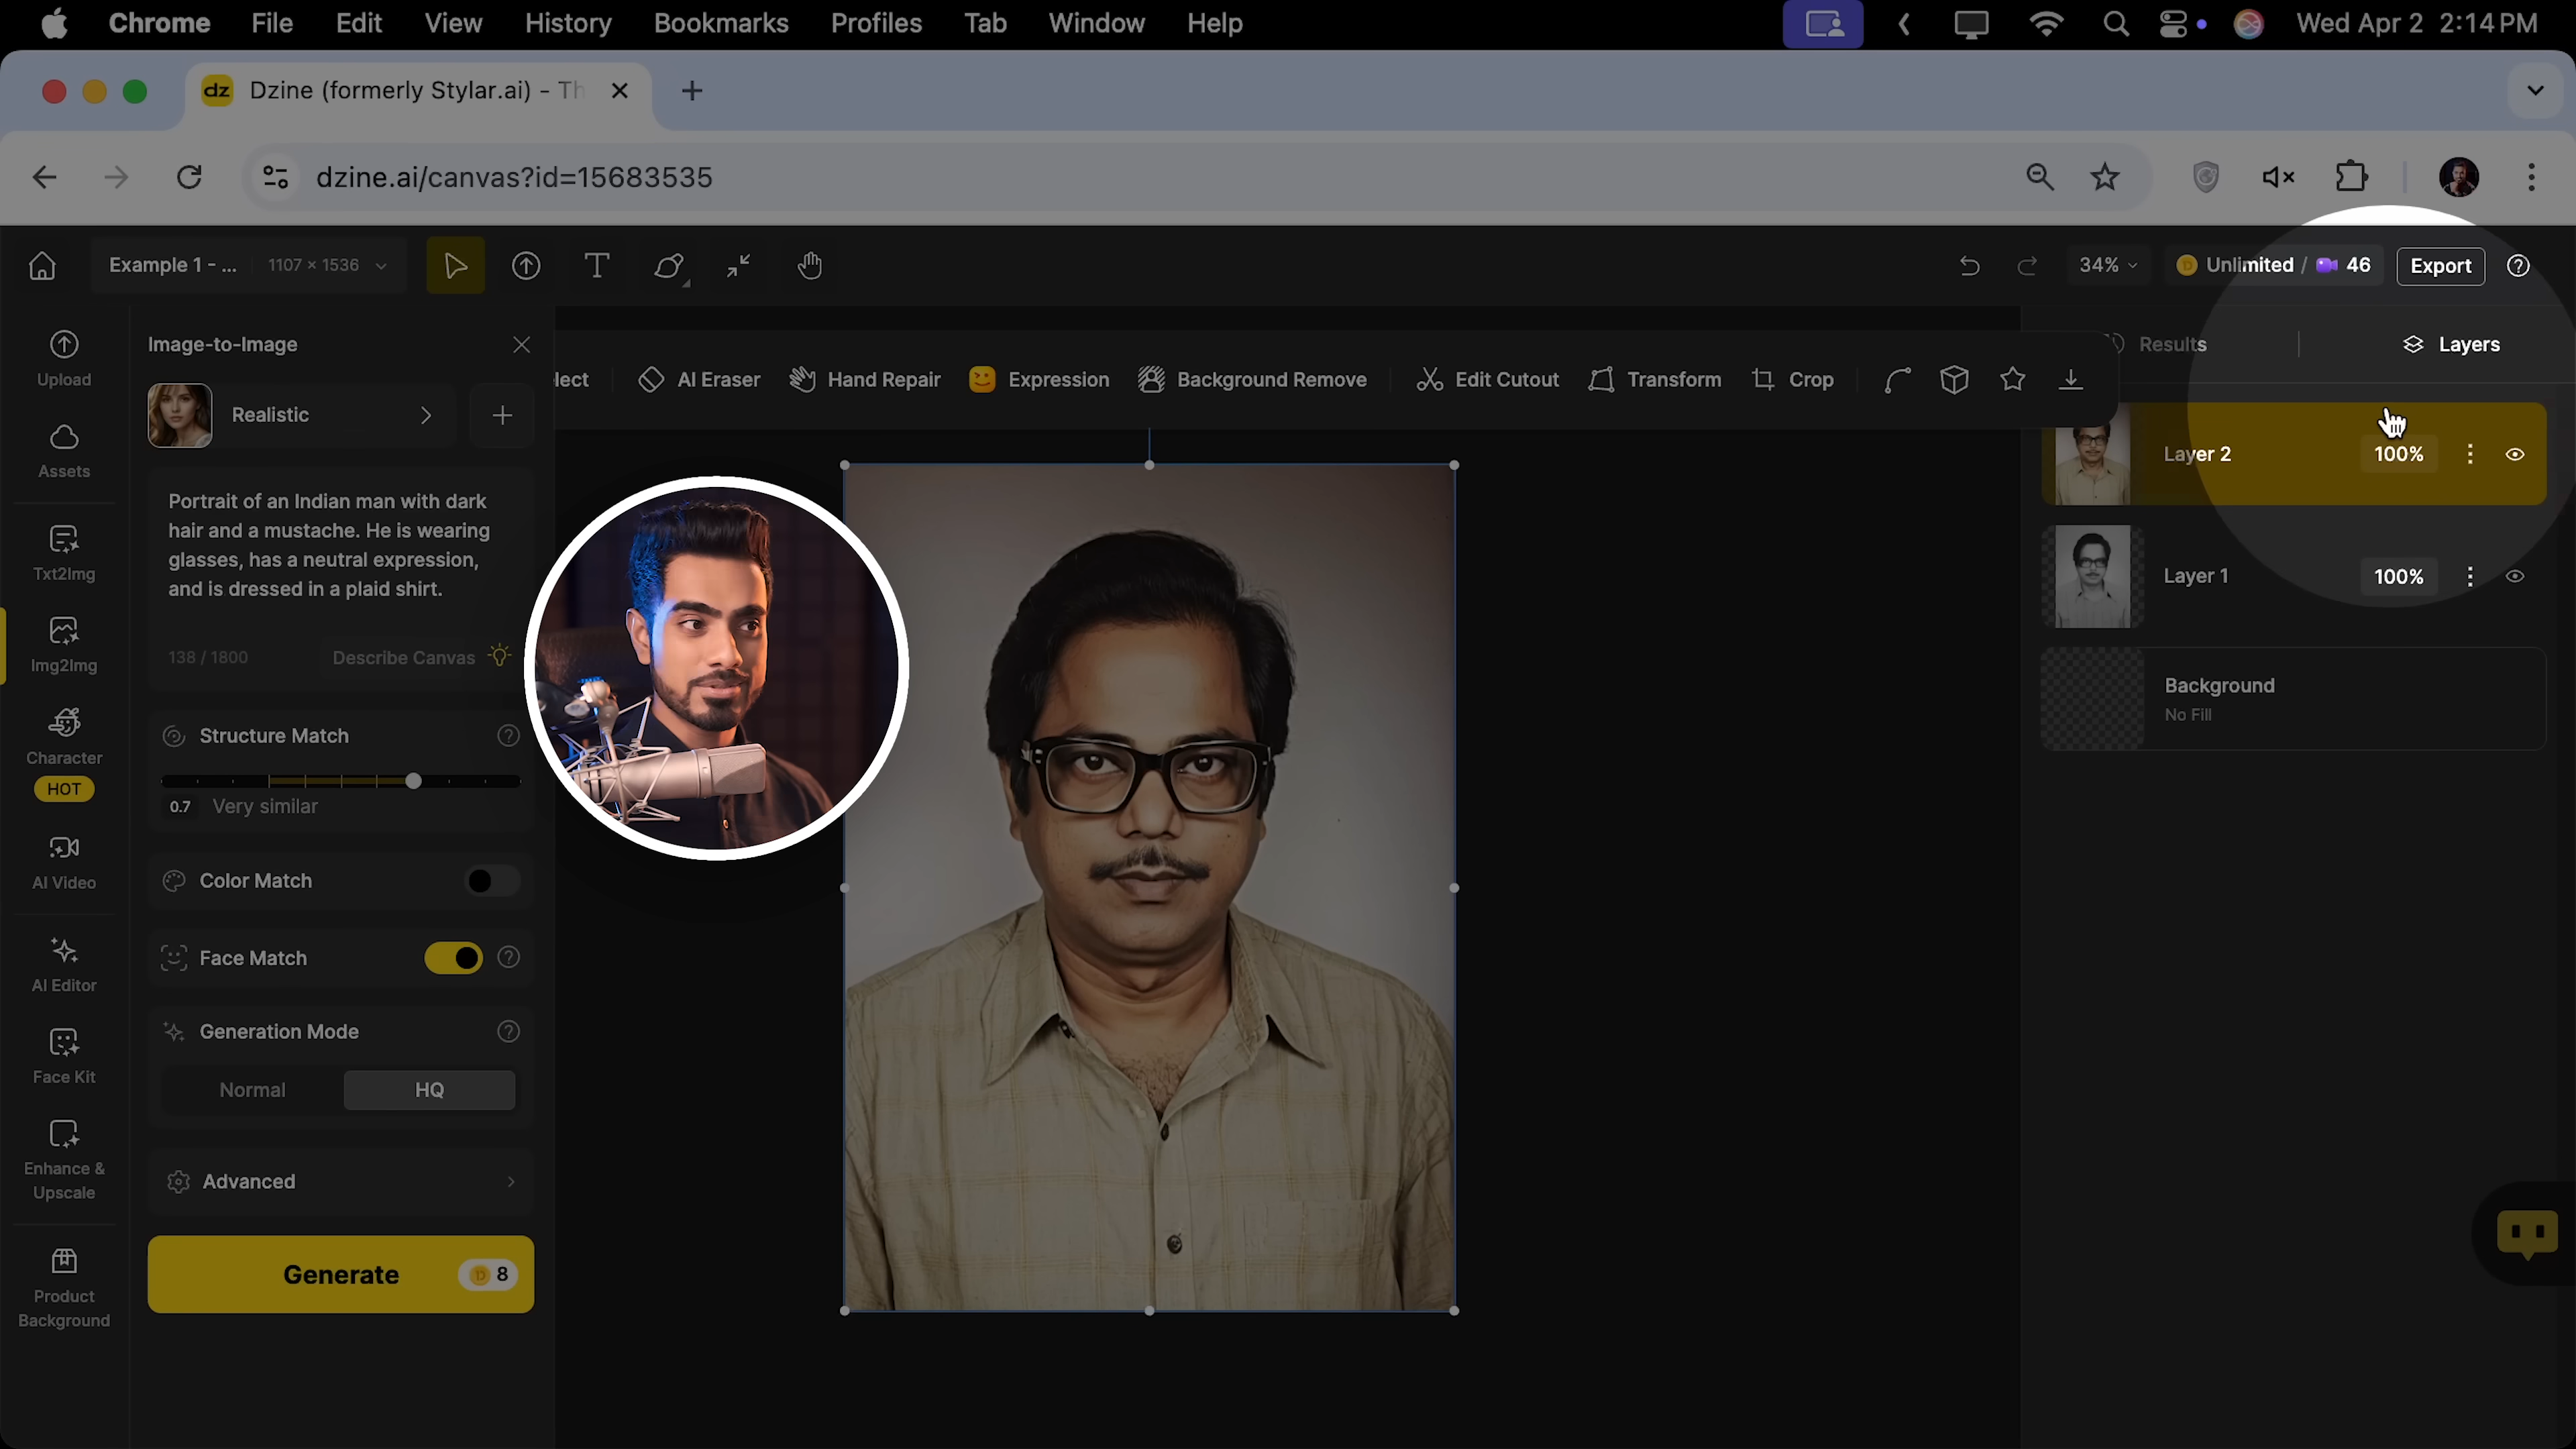 Chrome File Edit View History Bookmarks Profiles Tab Window Help Wed Apr 2 2:14 PM
dz Dzine (formerly Stylar.ai) - Th
dzine.ai/canvas?id=15683535
Example 1 - ... 1107 × 1536 34% Unlimited / 46 Export
Upload
Assets
Txt2Img
Img2Img
Character
HOT
AI Video
AI Editor
Face Kit
Enhance &
Upscale
Product
Background
Image-to-Image
Realistic
Portrait of an Indian man with dark
hair and a mustache. He is wearing
glasses, has a neutral expression,
and is dressed in a plaid shirt.
138 / 1800 Describe Canvas
Structure Match
0.7 Very similar
Color Match
Face Match
Generation Mode
Normal HQ
Advanced
Generate 8
lect AI Eraser Hand Repair Expression Background Remove Edit Cutout Transform Crop
Results Layers
Layer 2 100%
Layer 1 100%
Background
No Fill